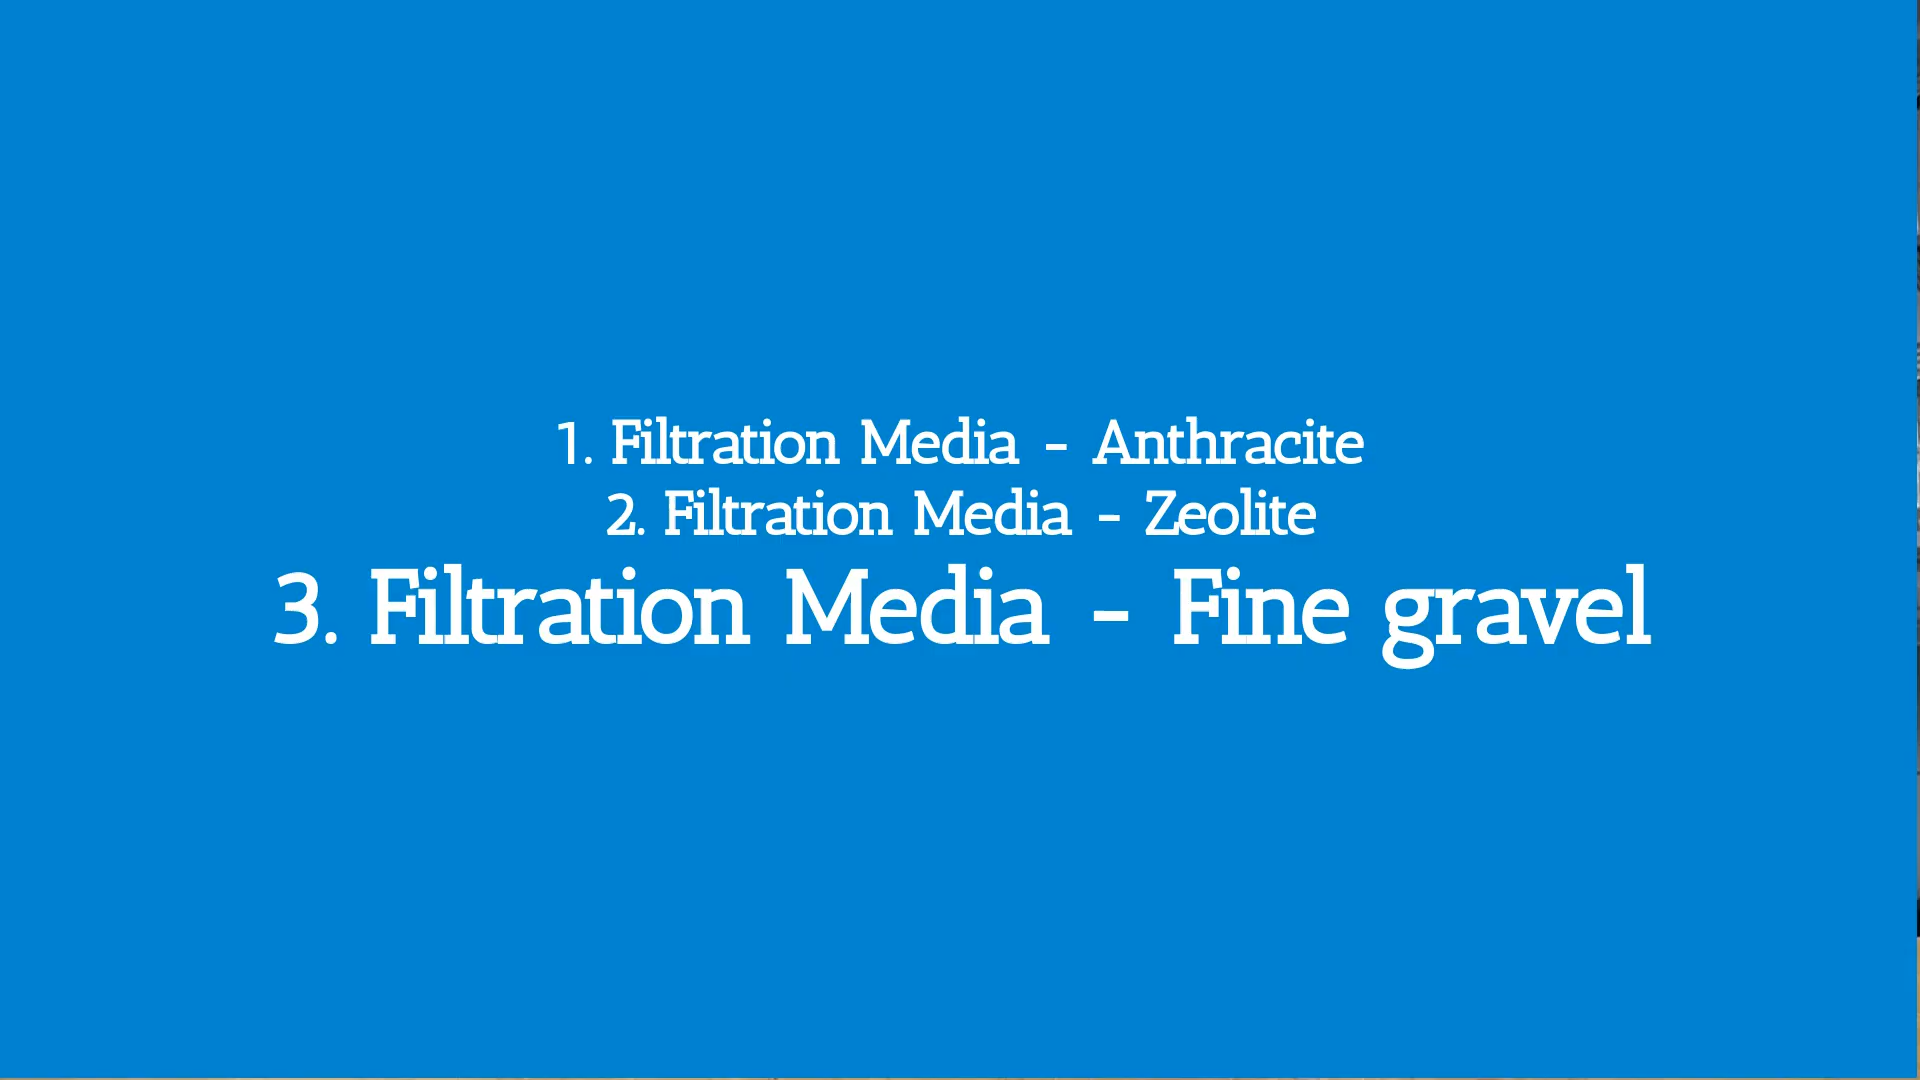 1. Filtration Media - Anthracite
2. Filtration Media - Zeolite
3. Filtration Media - Fine gravel